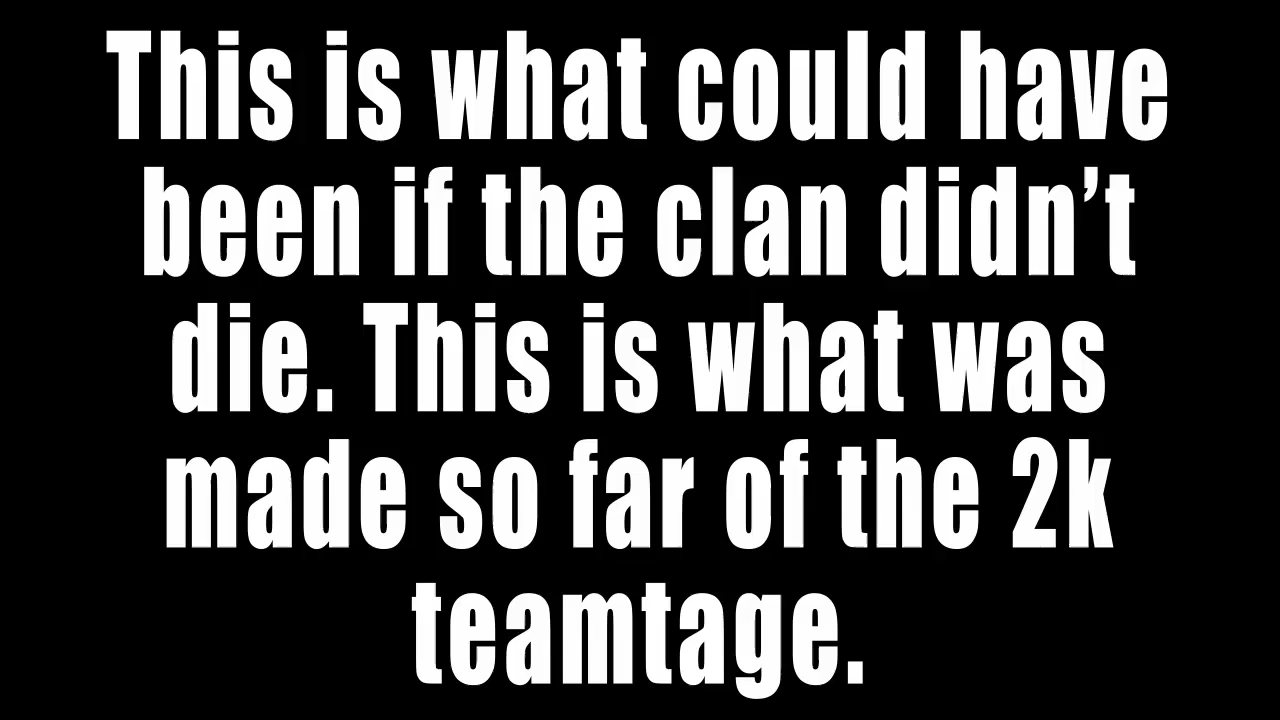 This is what could have
been if the clan didn’t
die. This is what was
made so far of the 2k
teamtage.